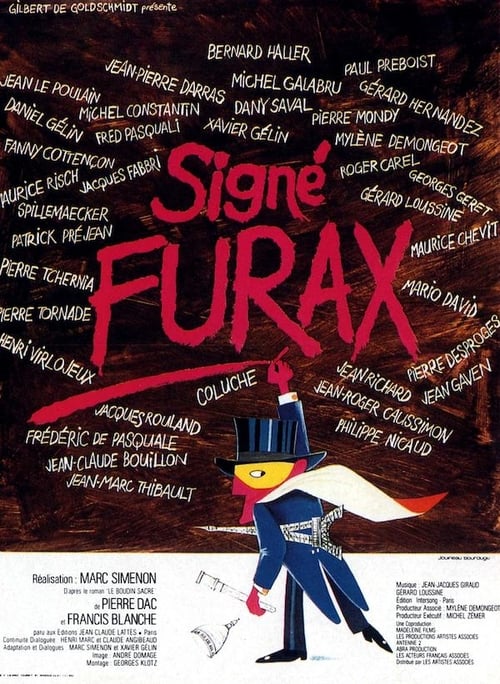 GILBERT DE GOLDSCHMIDT présente-
BERNARD HALLER
PAUL PREBOIST
JEAN-PIERRE DARRAS
MICHEL GALABRU
GÉRARD HERNANDEZ
JEAN LE POULAIN
MICHEL CONSTANTIN
DANY SAVAL
PIERRE MONDY
DANIEL GÉLIN
FRED PASQUALI
XAVIER GÉLIN
MYLÈNE DEMONGEOT
FANNY COTTENÇON
JACQUES FABBRI
ROGER CAREL
GEORGES GERET
AURICE RISCH
GÉRARD LOUSSINE
SPILLEMAECKER
PATRICK PRÉJEAN
MAURICE CHEVIT
Signé
FURAX
PIERRE TCHERNIA
MARIO DAVID
PIERRE TORNADE
PIERRE DESPROGES
HENRI VIRLOJEUX
JEAN GAVEN
COLUCHE
JEAN RICHARD
JEAN-ROGER CAUSSIMON
JACQUES ROULAND
PHILIPPE NICAUD
FRÉDÉRIC DE PASQUALE
JEAN-CLAUDE BOUILLON
JEAN-MARC THIBAULT
Réalisation: MARC SIMENON
D'après le roman "LE BOUDIN SACRE"
de PIERRE DAC
et FRANCIS BLANCHE
paru aux Editions JEAN CLAUDE LATTES • Paris
Continuité Dialoguée : HENRI MARC et CLAUDE ANGIBEAUD
Adaptation et Dialogues : MARC SIMENON et XAVIER GELIN
Image : ANDRE DOMAGE
Montage : GEORGES KLOTZ
Musique : JEAN-JACQUES GIRAUD
GÉRARD LOUSSINE
Edition : Intersong - Paris
Producteur Associé : MYLÈNE DEMONGEOT
Producteur Exécutif : MICHEL ZEMER
Une Coproduction
MADELEINE FILMS
LES PRODUCTIONS ARTISTES ASSOCIÉS
ANTENNE 2
ABRA PRODUCTION
LES ACTEURS FRANÇAIS ASSOCIÉS
Distribué par LES ARTISTES ASSOCIÉS